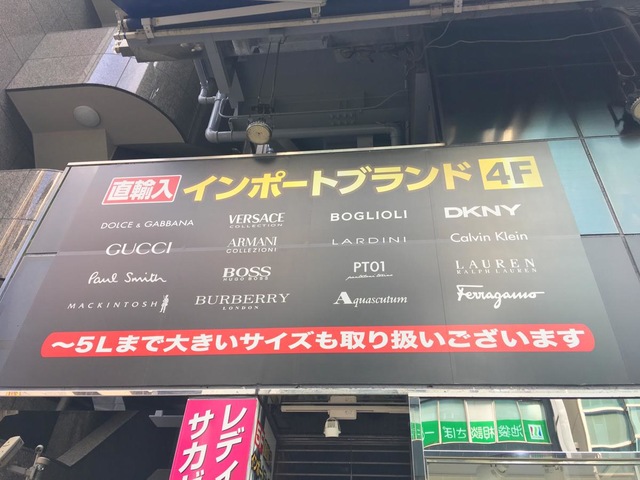 直輸入 インポートブランド 4F
DOLCE & GABBANA VERSACE COLLECTION BOGLIOLI DKNY
GUCCI ARMANI COLLEZIONI LARDINI Calvin Klein
Paul Smith BOSS HUGO BOSS PT01 LAUREN RALPH LAUREN
MACKINTOSH BURBERRY LONDON Aquascutum Ferragamo
〜5Lまで大きいサイズも取り扱いございます
レディ
サカゼ